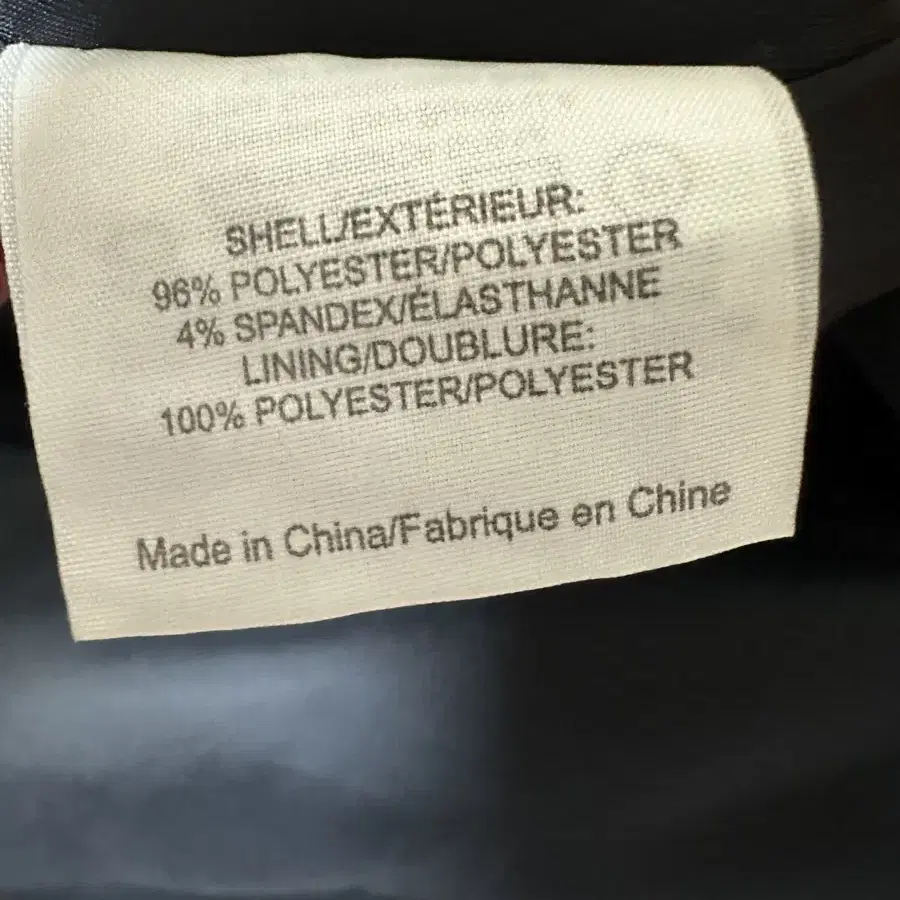 SHELL/EXTÉRIEUR:
96% POLYESTER/POLYESTER
4% SPANDEX/ÉLASTHANNE
LINING/DOUBLURE:
100% POLYESTER/POLYESTER
Made in China/Fabrique en Chine